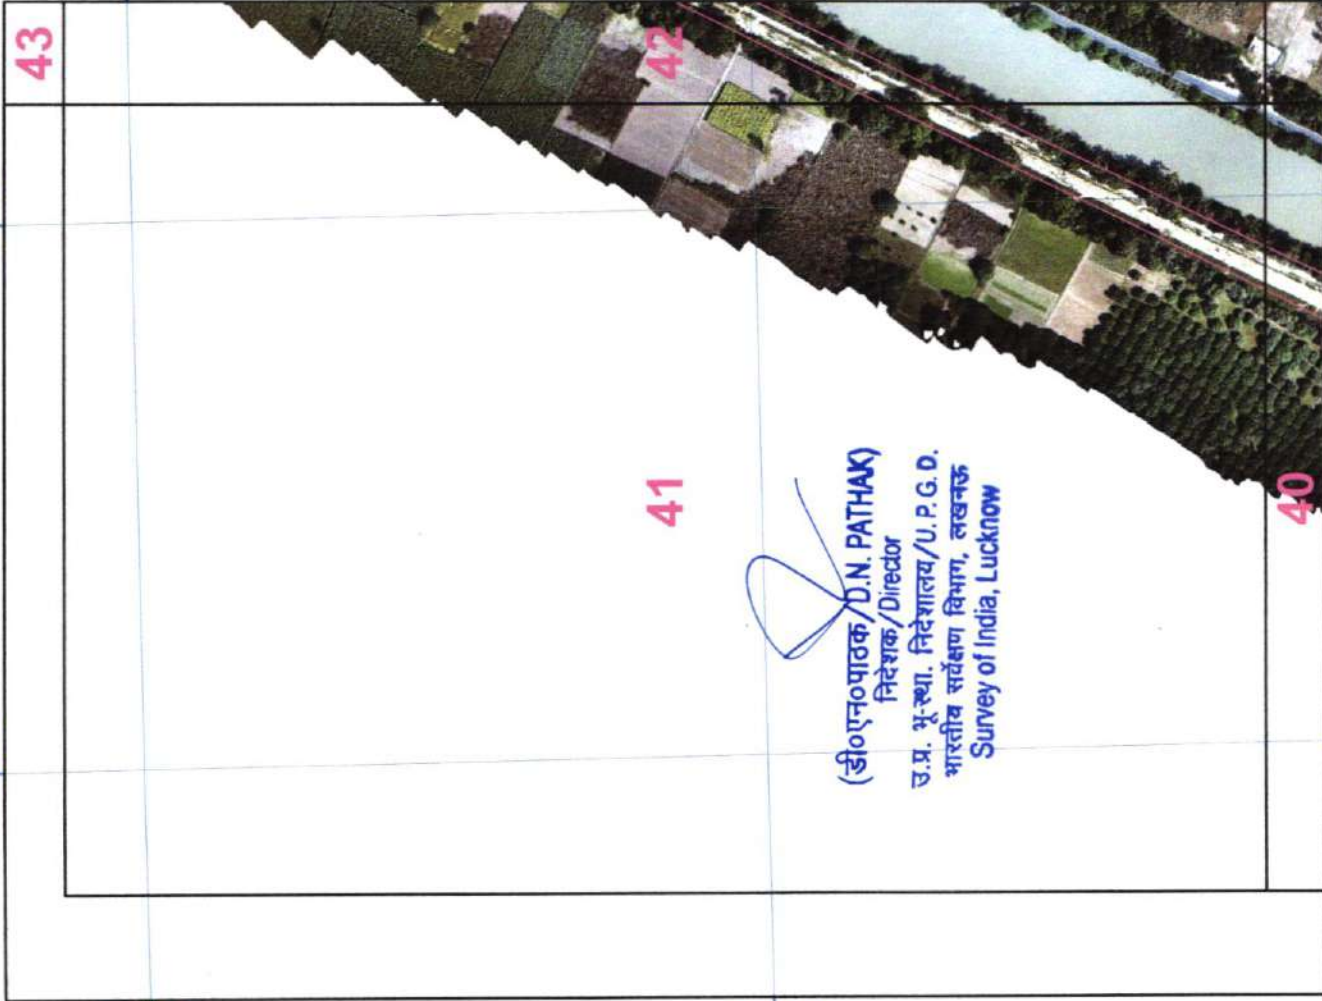 43
42
41
(डी०एन०पाठक/D.N. PATHAK)
निदेशक/Director
उ.प्र. भू-स्था. निदेशालय/U.P.G.D.
भारतीय सर्वेक्षण विभाग, लखनऊ
Survey of India, Lucknow
40